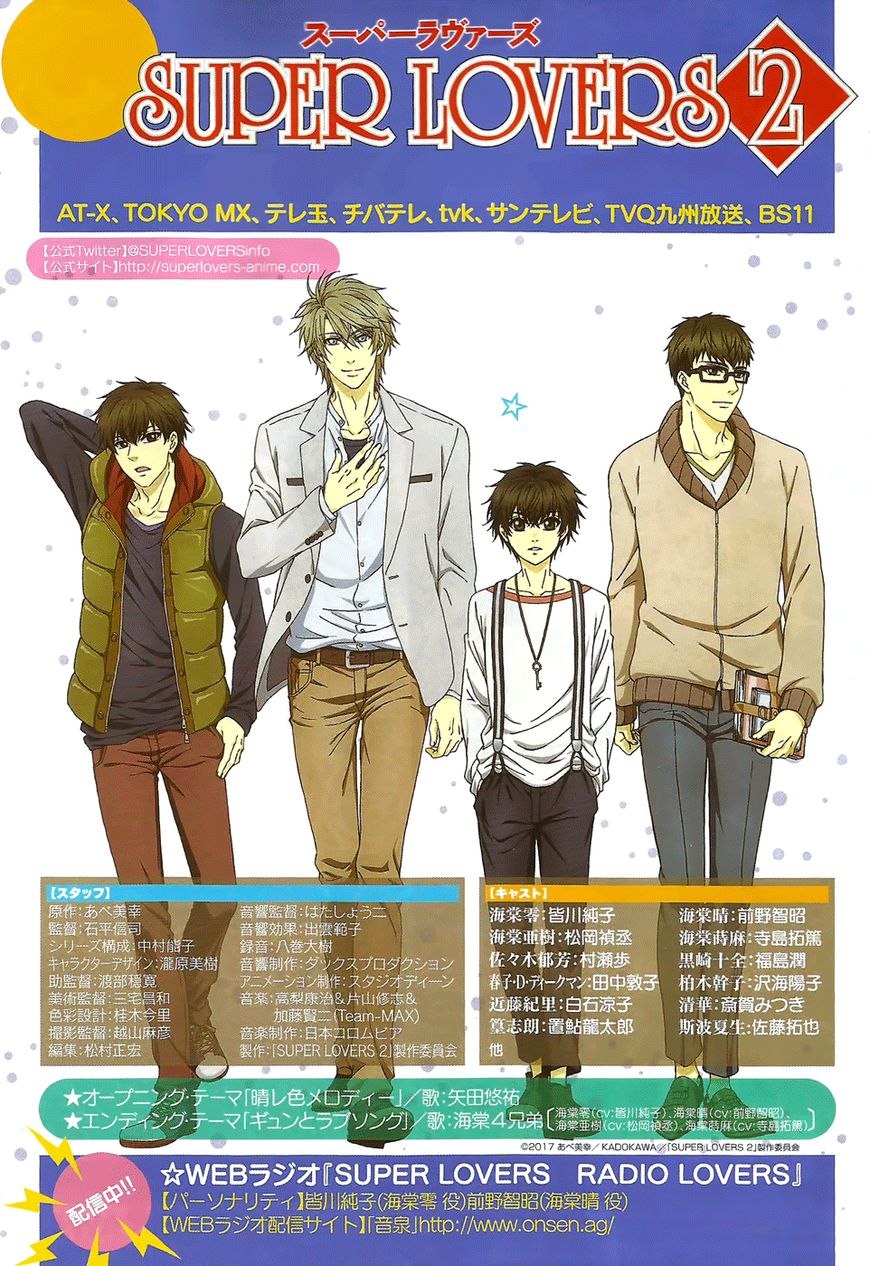 スーパーラヴァーズ
SUPER LOVERS 2
AT-X、TOKYO MX、テレ玉、チバテレ、tvk、サンテレビ、TVQ九州放送、BS11
【公式Twitter】@SUPERLOVERSinfo
【公式サイト】http://superlovers-anime.com
【スタッフ】
原作：あべ美幸
監督：石平信司
シリーズ構成：中村能子
キャラクターデザイン：瀧原美樹
助監督：渡部穏寛
美術監督：三宅昌和
色彩設計：桂木今里
撮影監督：越山麻彦
編集：松村正宏
音響監督：はたしょう二
音響効果：出雲範子
録音：八巻大樹
音響制作：ダックスプロダクション
アニメーション制作：スタジオディーン
音楽：高梨康治＆片山修志＆
加藤賢二(Team-MAX)
音楽制作：日本コロムビア
製作：「SUPER LOVERS 2」製作委員会
【キャスト】
海棠零：皆川純子
海棠亜樹：松岡禎丞
佐々木郁芳：村瀬歩
春子・D・ディークマン：田中敦子
近藤紀里：白石涼子
篁志朗：置鮎龍太郎
他
海棠晴：前野智昭
海棠蒔麻：寺島拓篤
黒崎十全：福島潤
柏木幹子：沢海陽子
清華：斎賀みつき
斯波夏生：佐藤拓也
★オープニング・テーマ「晴レ色メロディー」／歌：矢田悠祐
★エンディング・テーマ「ギュンとラブソング」／歌：海棠4兄弟［海棠零（cv：皆川純子）、海棠晴（cv：前野智昭）、
海棠亜樹（cv：松岡禎丞）、海棠蒔麻（cv：寺島拓篤）］
©2017 あべ美幸／KADOKAWA／「SUPER LOVERS 2」製作委員会
配信中!!
☆WEBラジオ『SUPER LOVERS RADIO LOVERS』
【パーソナリティ】皆川純子(海棠零 役)前野智昭(海棠晴 役)
【WEBラジオ配信サイト】「音泉」http://www.onsen.ag/